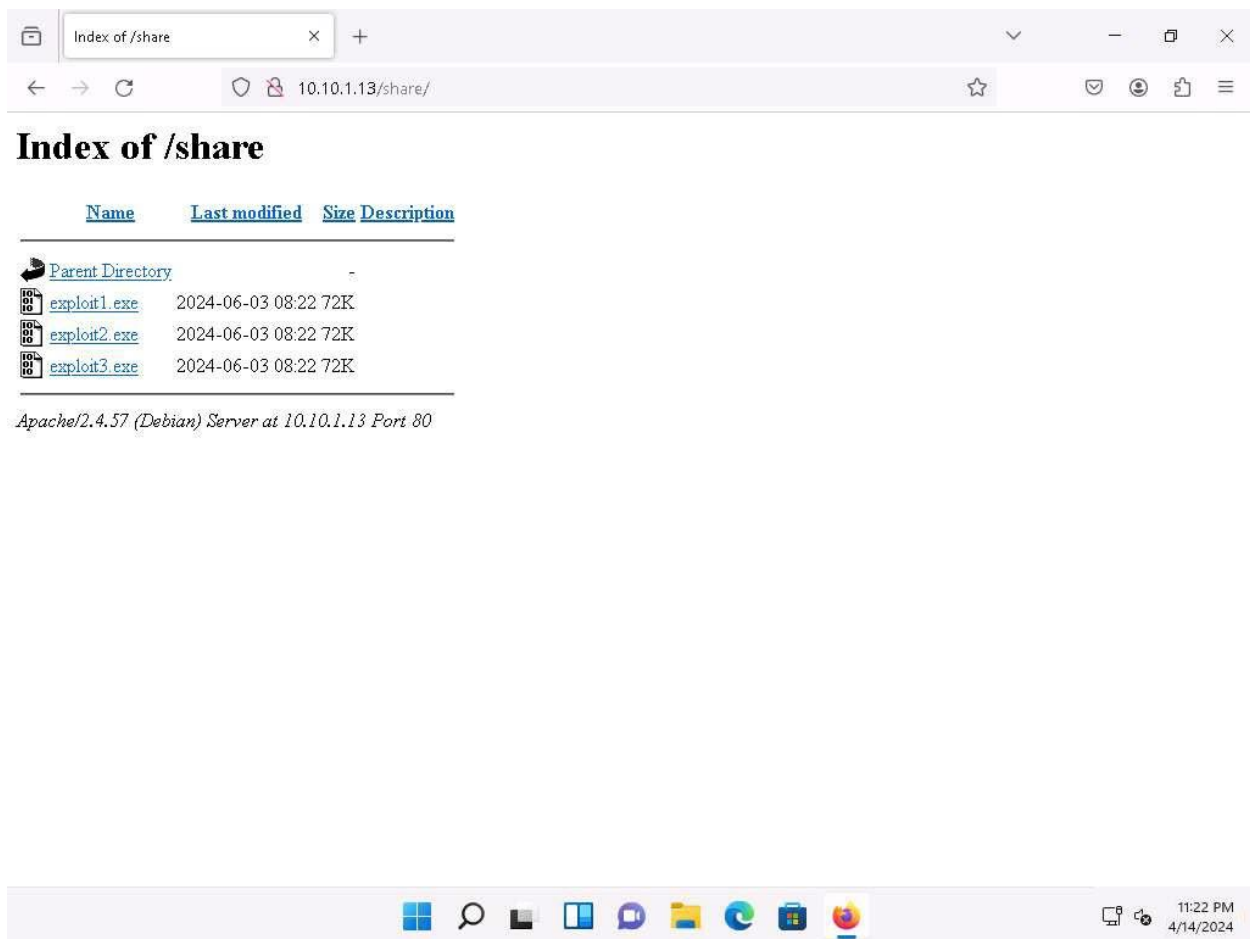 Index of /share
10.10.1.13/share/
Index of /share
Name Last modified Size Description
Parent Directory -
exploit1.exe 2024-06-03 08:22 72K
exploit2.exe 2024-06-03 08:22 72K
exploit3.exe 2024-06-03 08:22 72K
Apache/2.4.57 (Debian) Server at 10.10.1.13 Port 80
11:22 PM
4/14/2024